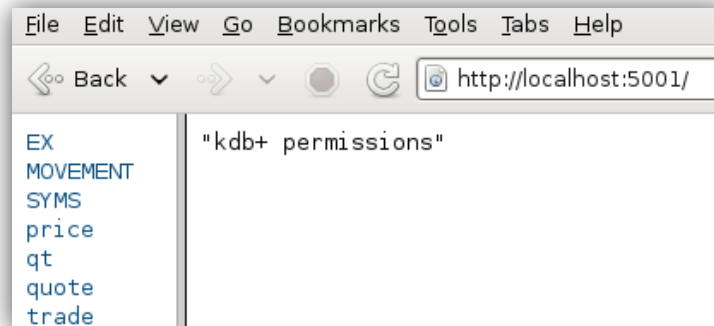 File Edit View Go Bookmarks Tools Tabs Help
Back http://localhost:5001/
EX
MOVEMENT
SYMS
price
qt
quote
trade
"kdb+ permissions"